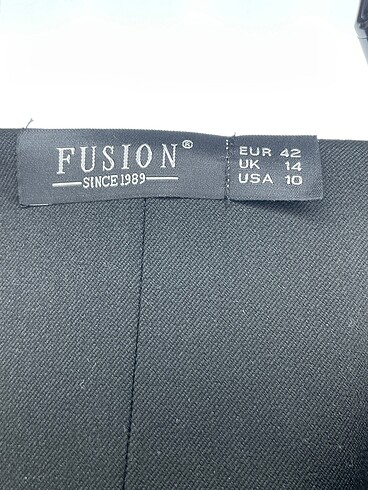 FUSION®
SINCE 1989
EUR 42
UK 14
USA 10